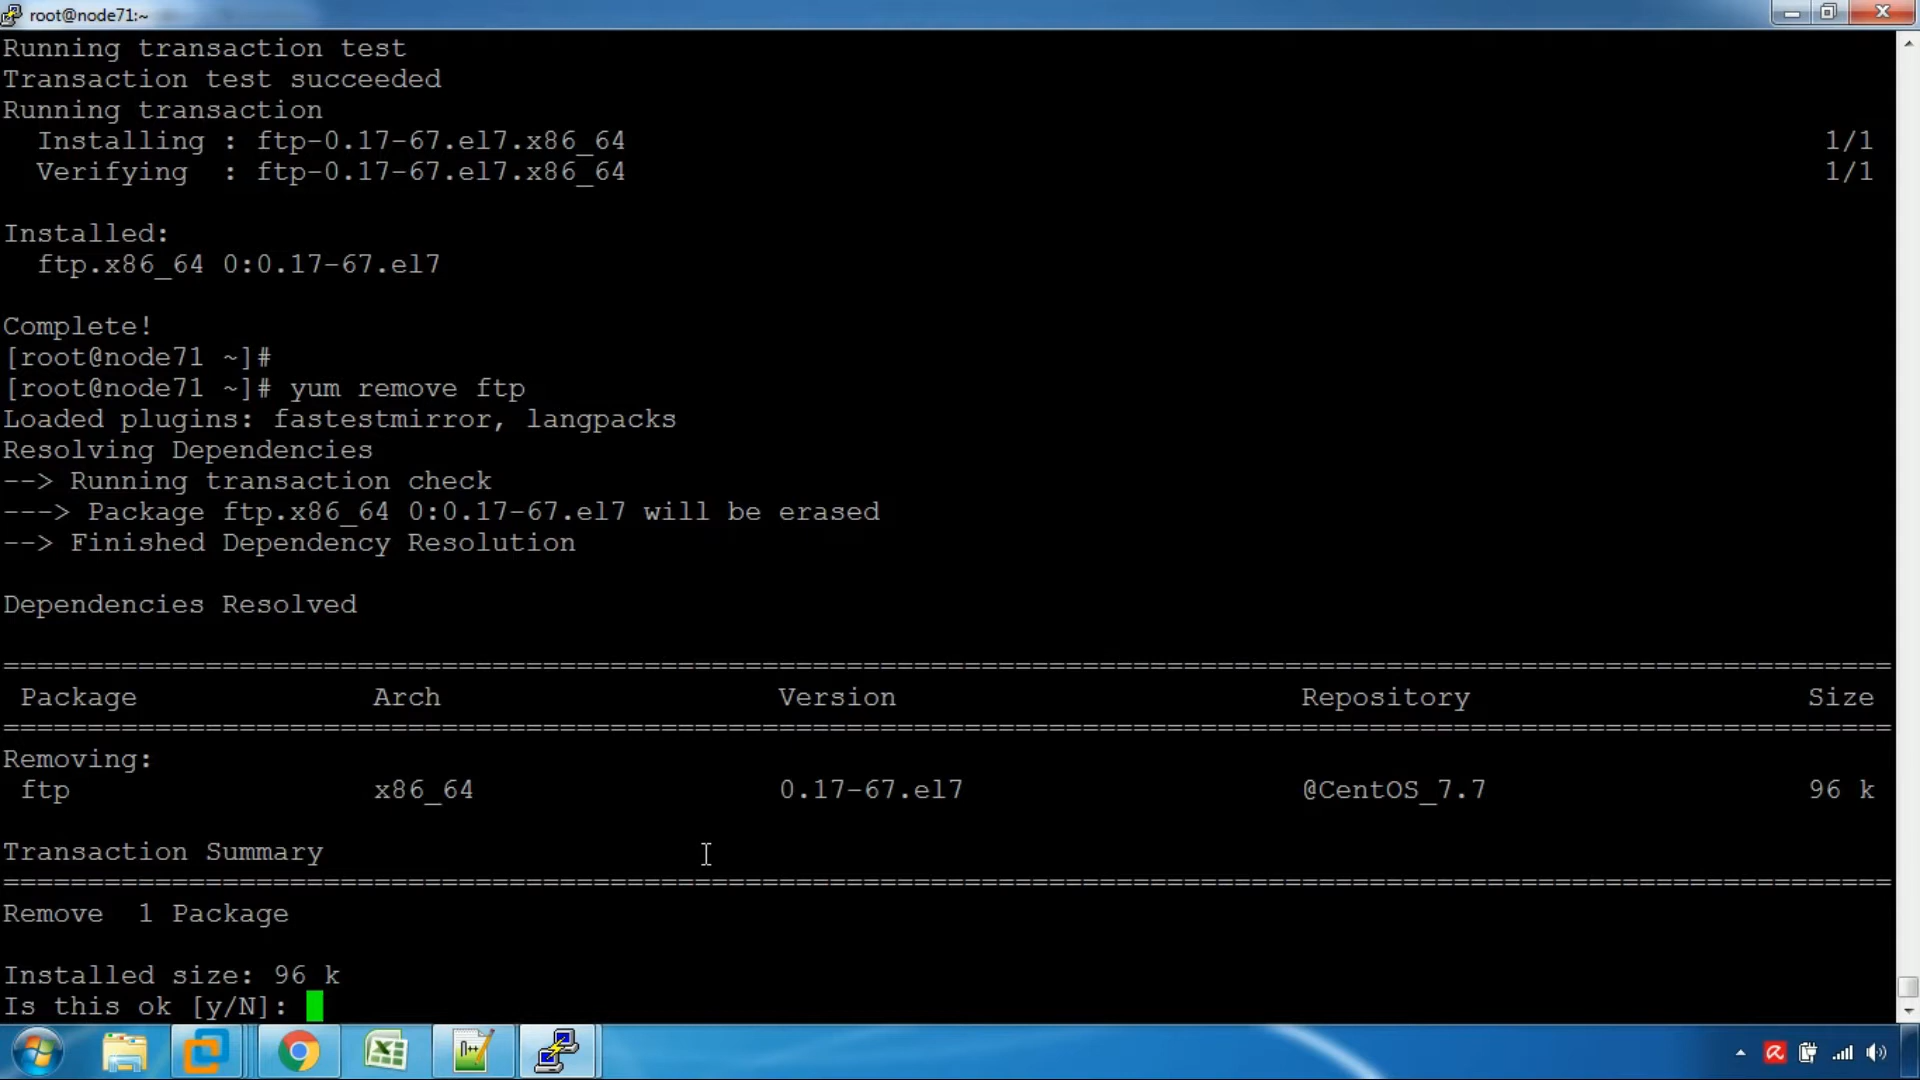 root@node71:~
Running transaction test
Transaction test succeeded
Running transaction
  Installing : ftp-0.17-67.el7.x86_64                                                                       1/1
  Verifying  : ftp-0.17-67.el7.x86_64                                                                       1/1

Installed:
  ftp.x86_64 0:0.17-67.el7

Complete!
[root@node71 ~]#
[root@node71 ~]# yum remove ftp
Loaded plugins: fastestmirror, langpacks
Resolving Dependencies
--> Running transaction check
---> Package ftp.x86_64 0:0.17-67.el7 will be erased
--> Finished Dependency Resolution

Dependencies Resolved

================================================================================================================
 Package              Arch                    Version                        Repository                    Size
================================================================================================================
Removing:
 ftp                  x86_64                  0.17-67.el7                    @CentOS_7.7                   96 k

Transaction Summary
================================================================================================================
Remove  1 Package

Installed size: 96 k
Is this ok [y/N]: